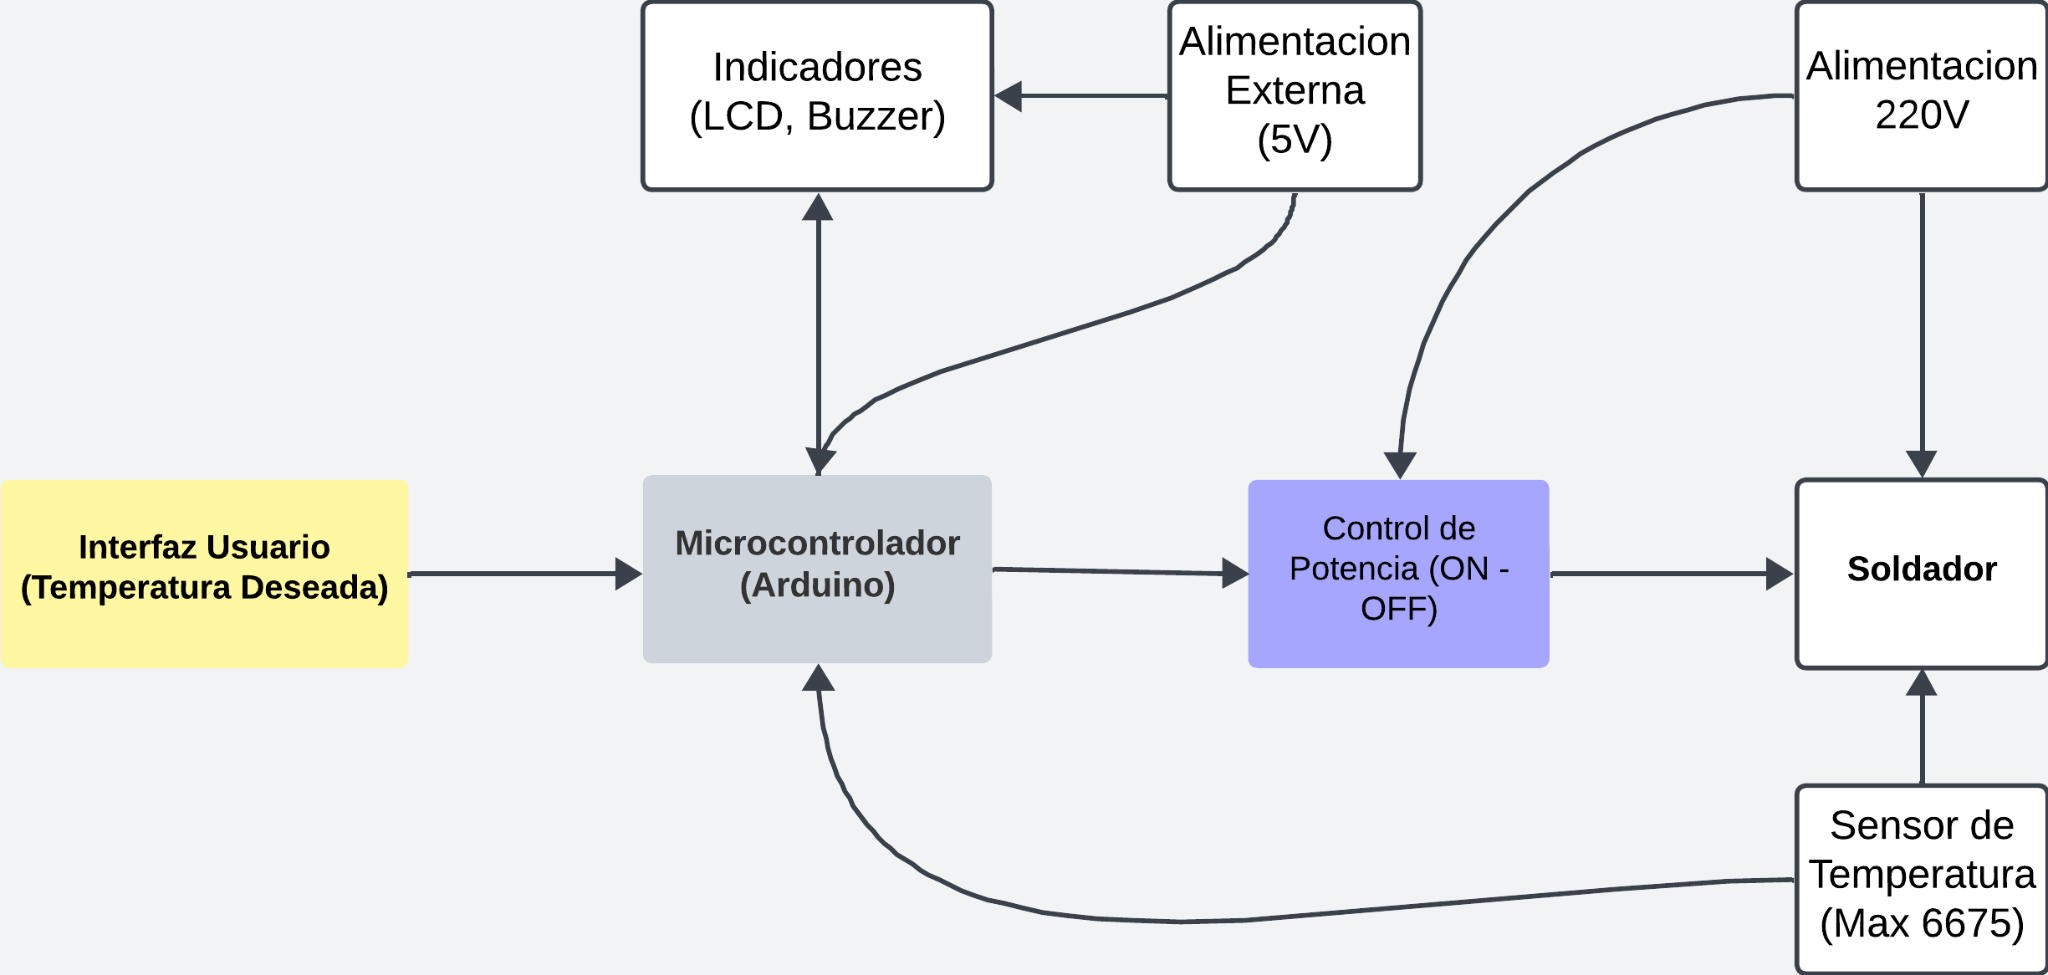 Indicadores
(LCD, Buzzer)
Alimentacion
Externa
(5V)
Alimentacion
220V
Interfaz Usuario
(Temperatura Deseada)
Microcontrolador
(Arduino)
Control de
Potencia (ON -
OFF)
Soldador
Sensor de
Temperatura
(Max 6675)